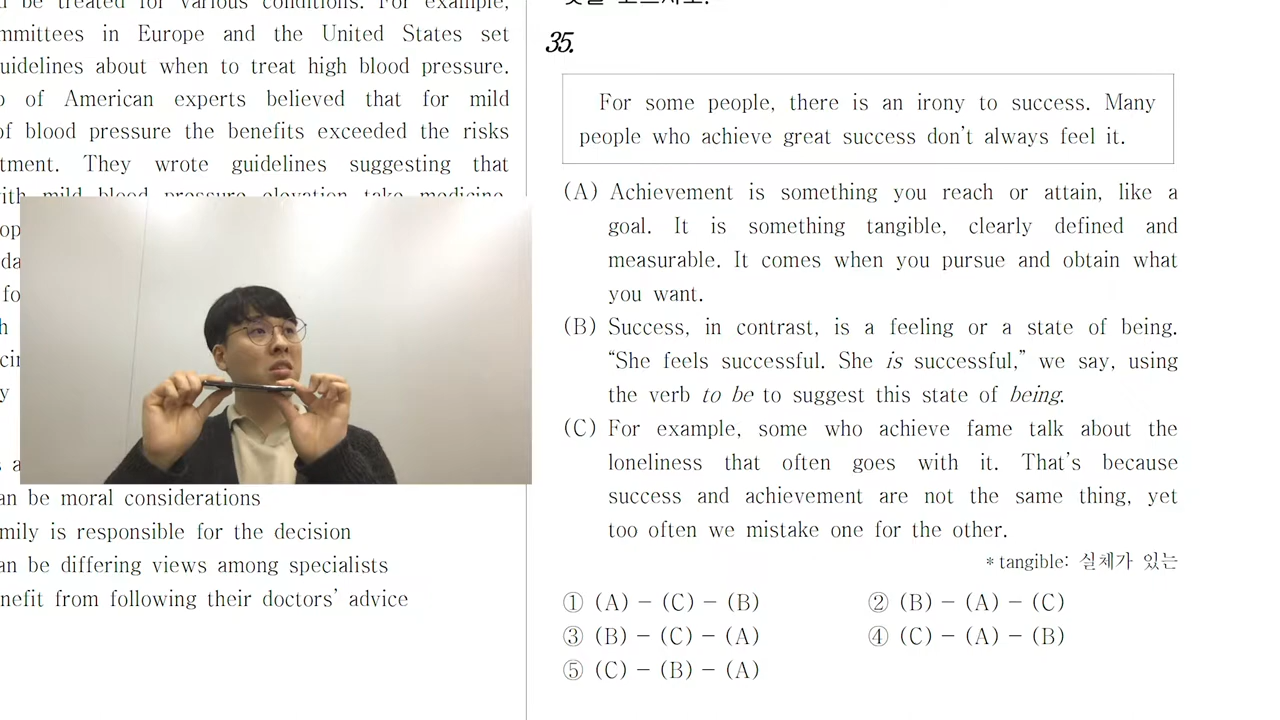 be treated for various conditions. For example,
in Europe and the United States set
about when to treat high blood pressure.
of American experts believed that for mild
of blood pressure the benefits exceeded the risks
They wrote guidelines suggesting that
mild blood pressure elevation take medicine.
be moral considerations
is responsible for the decision
be differing views among specialists
from following their doctors' advice
35.
For some people, there is an irony to success. Many
people who achieve great success don't always feel it.
(A) Achievement is something you reach or attain, like a
goal. It is something tangible, clearly defined and
measurable. It comes when you pursue and obtain what
you want.
(B) Success, in contrast, is a feeling or a state of being.
“She feels successful. She is successful,” we say, using
the verb to be to suggest this state of being.
(C) For example, some who achieve fame talk about the
loneliness that often goes with it. That's because
success and achievement are not the same thing, yet
too often we mistake one for the other.
* tangible: 실체가 있는
① (A) − (C) − (B)
② (B) − (A) − (C)
③ (B) − (C) − (A)
④ (C) − (A) − (B)
⑤ (C) − (B) − (A)